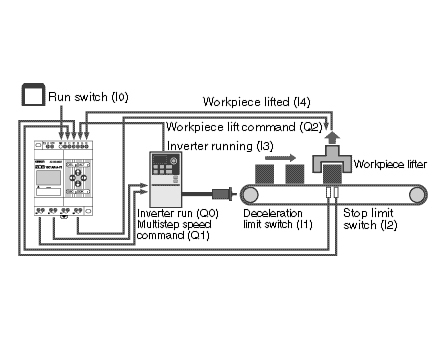 Run switch (I0)
Workpiece lifted (I4)
Workpiece lift command (Q2)
Inverter running (I3)
Workpiece lifter
Inverter run (Q0)
Multistep speed
command (Q1)
Deceleration
limit switch (I1)
Stop limit
switch (I2)